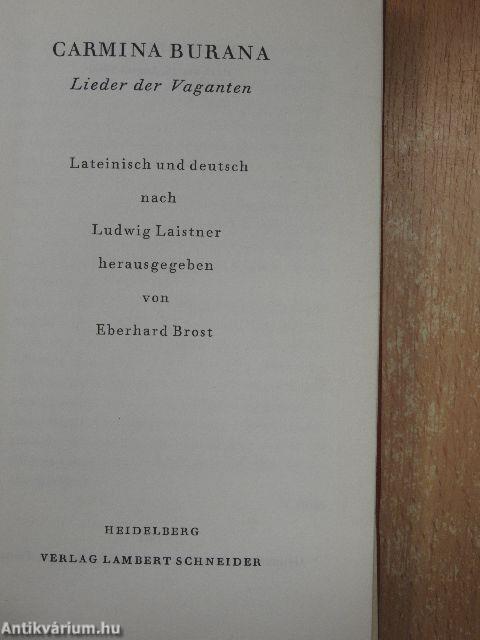 CARMINA BURANA
Lieder der Vaganten
Lateinisch und deutsch
nach
Ludwig Laistner
herausgegeben
von
Eberhard Brost
HEIDELBERG
VERLAG LAMBERT SCHNEIDER
Antikvárium.hu